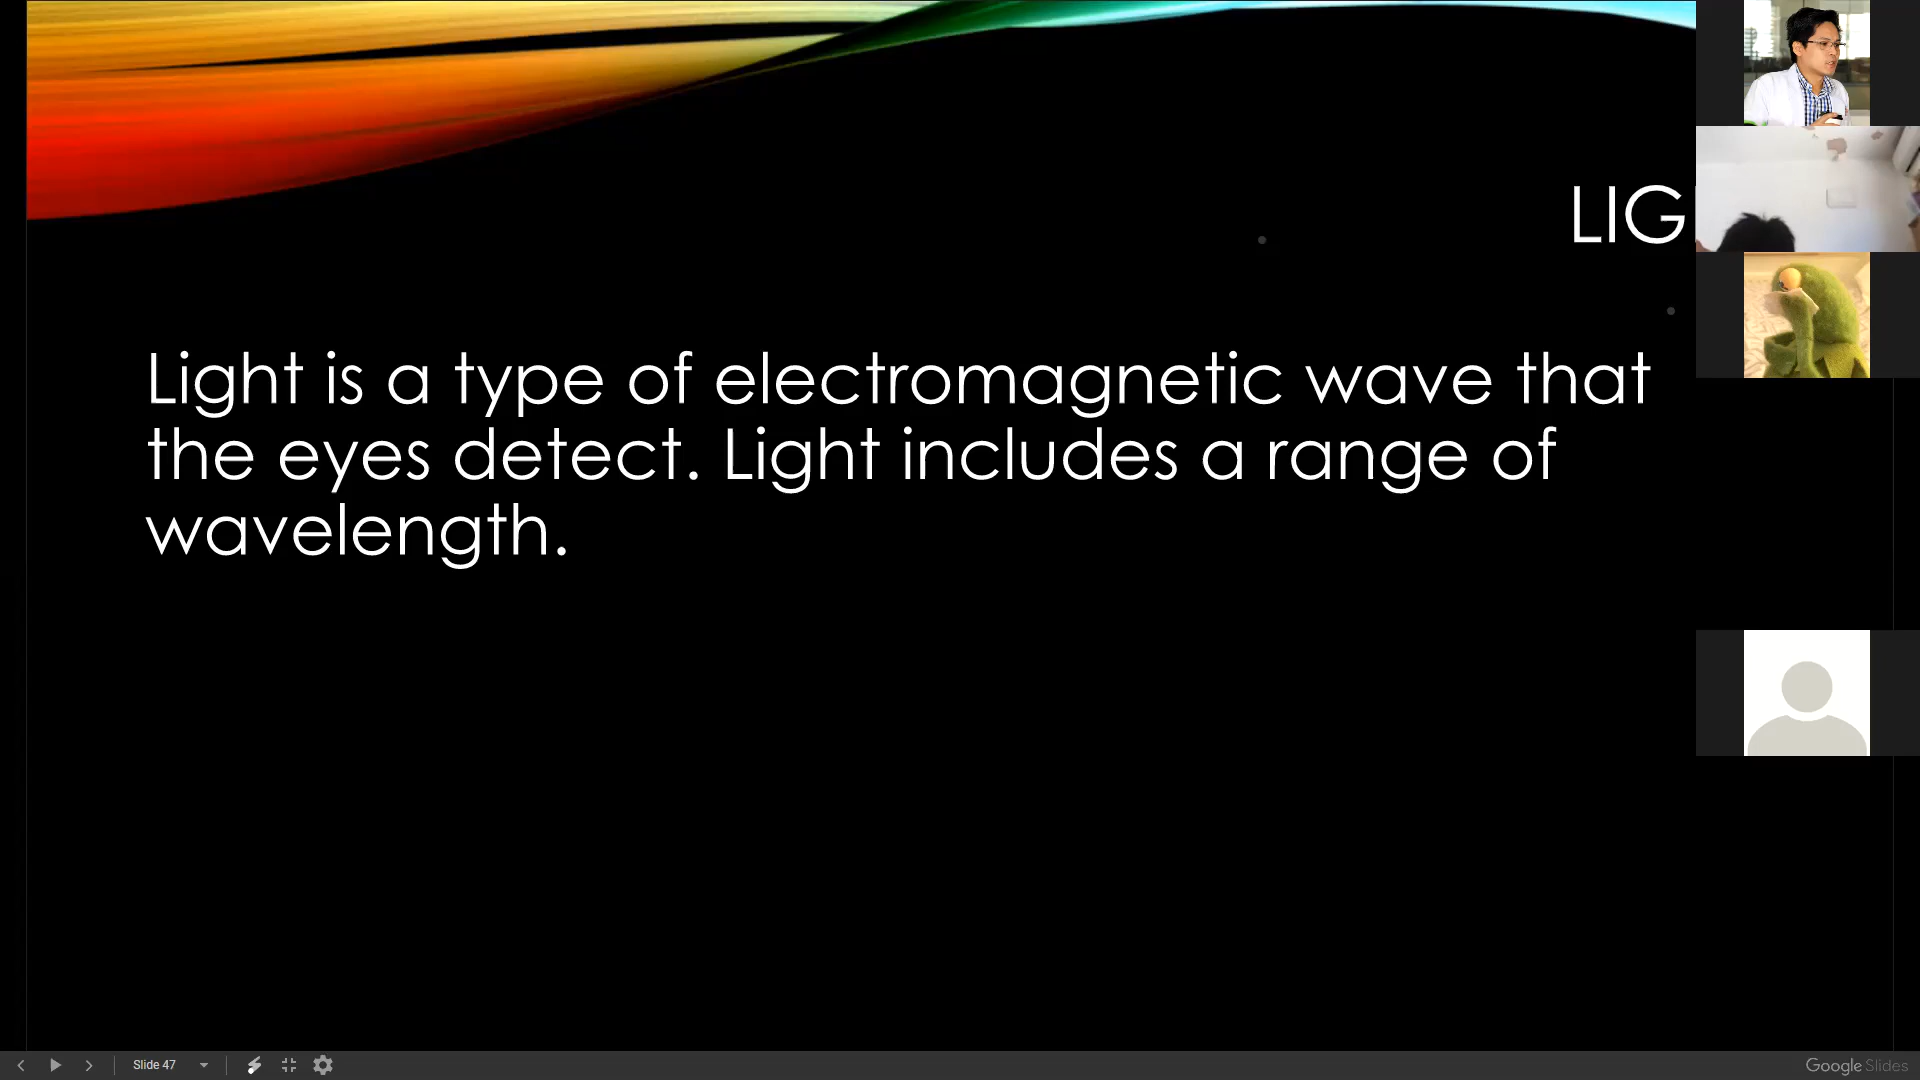 LIG
Light is a type of electromagnetic wave that
the eyes detect. Light includes a range of
wavelength.
Slide 47
Google Slides